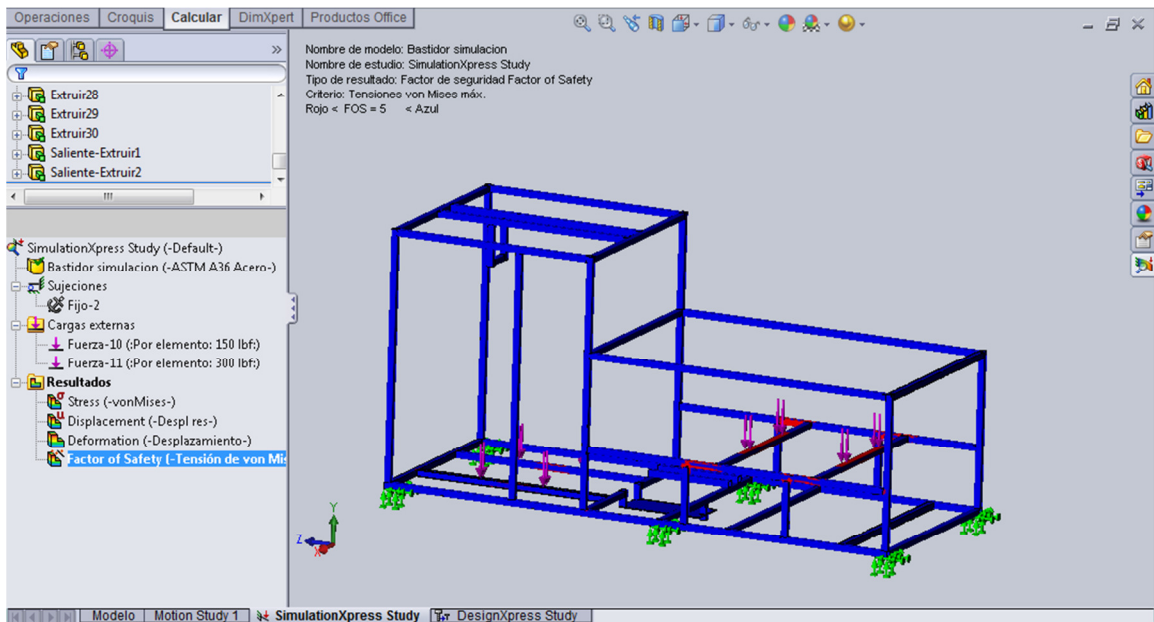 Operaciones Croquis Calcular DimXpert Productos Office
Nombre de modelo: Bastidor simulacion
Nombre de estudio: SimulationXpress Study
Tipo de resultado: Factor de seguridad Factor of Safety
Criterio: Tensiones von Mises máx.
Rojo < FOS = 5 < Azul
Extruir28
Extruir29
Extruir30
Saliente-Extruir1
Saliente-Extruir2
SimulationXpress Study (-Default-)
Bastidor simulacion (-ASTM A36 Acero-)
Sujeciones
Fijo-2
Cargas externas
Fuerza-10 (:Por elemento: 150 lbf:)
Fuerza-11 (:Por elemento: 300 lbf:)
Resultados
Stress (-vonMises-)
Displacement (-Despl res-)
Deformation (-Desplazamiento-)
Factor of Safety (-Tensión de von Mis
Y
Z
X
Modelo Motion Study 1 SimulationXpress Study DesignXpress Study